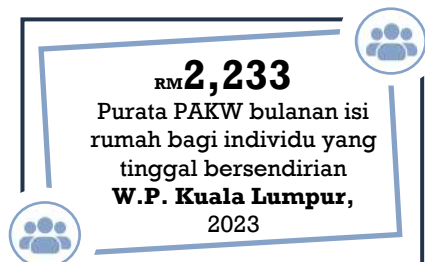 RM2,233
Purata PAKW bulanan isi
rumah bagi individu yang
tinggal bersendirian
W.P. Kuala Lumpur,
2023